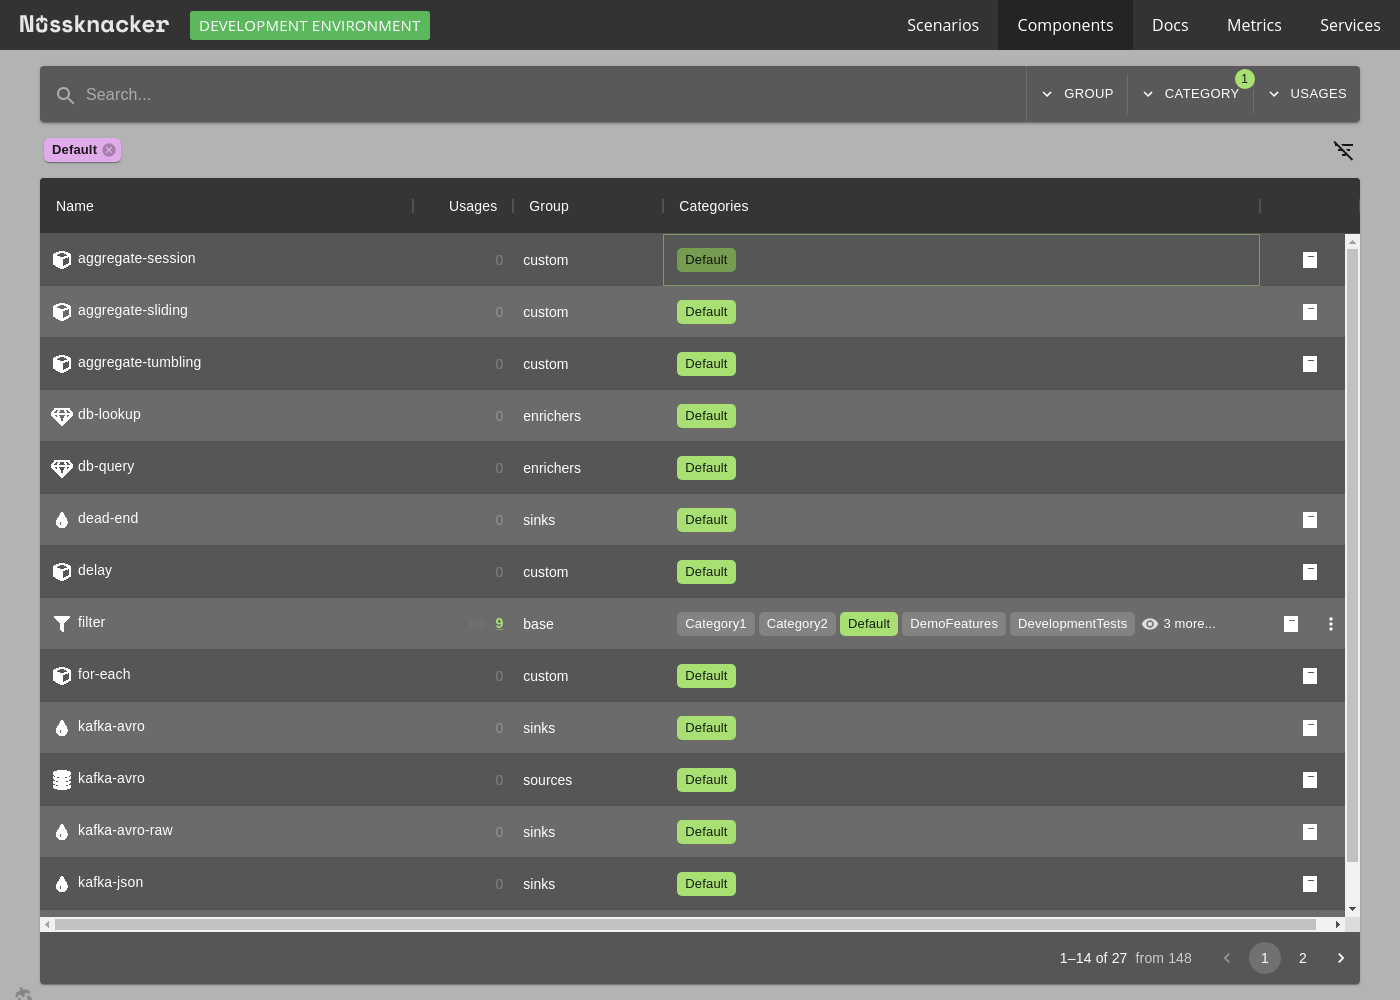 Nussknacker DEVELOPMENT ENVIRONMENT Scenarios Components Docs Metrics Services
Search... GROUP CATEGORY 1 USAGES
Default
Name Usages Group Categories
aggregate-session 0 custom Default
aggregate-sliding 0 custom Default
aggregate-tumbling 0 custom Default
db-lookup 0 enrichers Default
db-query 0 enrichers Default
dead-end 0 sinks Default
delay 0 custom Default
filter 9 base Category1 Category2 Default DemoFeatures DevelopmentTests 3 more...
for-each 0 custom Default
kafka-avro 0 sinks Default
kafka-avro 0 sources Default
kafka-avro-raw 0 sinks Default
kafka-json 0 sinks Default
1–14 of 27 from 148 1 2